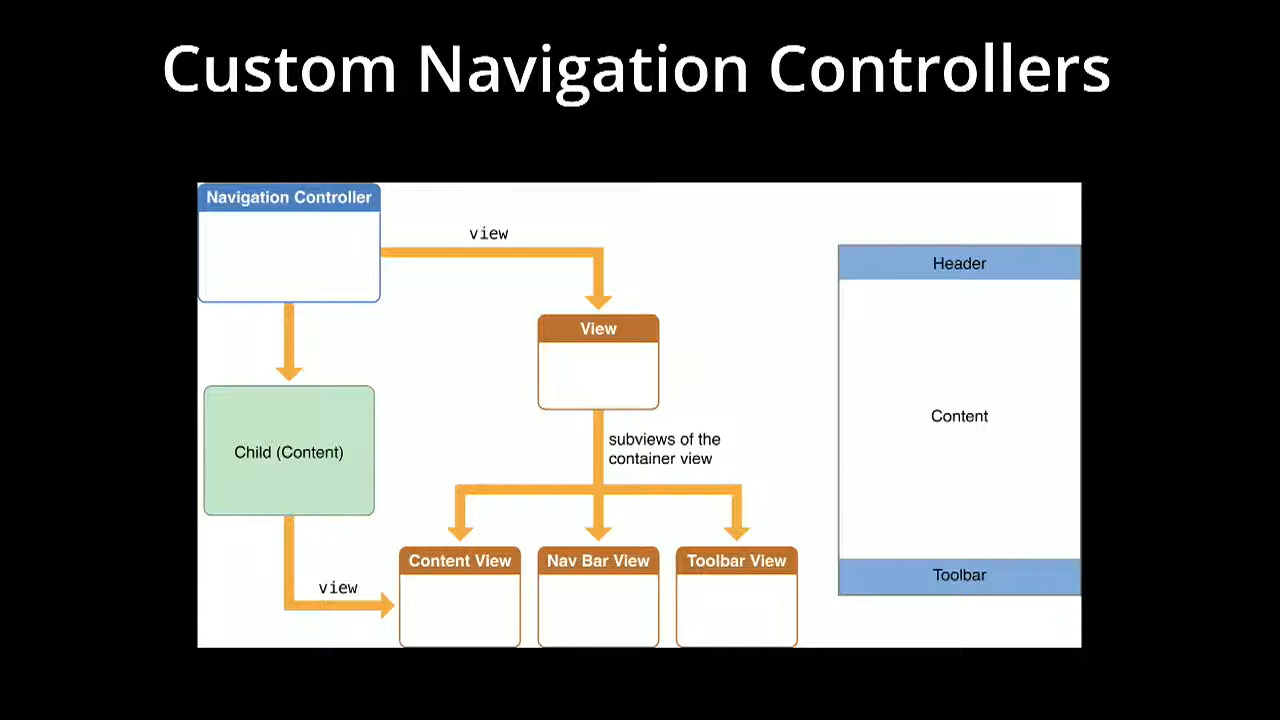 Custom Navigation Controllers
Navigation Controller
view
Header
View
Content
subviews of the
container view
Child (Content)
Content View
Nav Bar View
Toolbar View
Toolbar
view